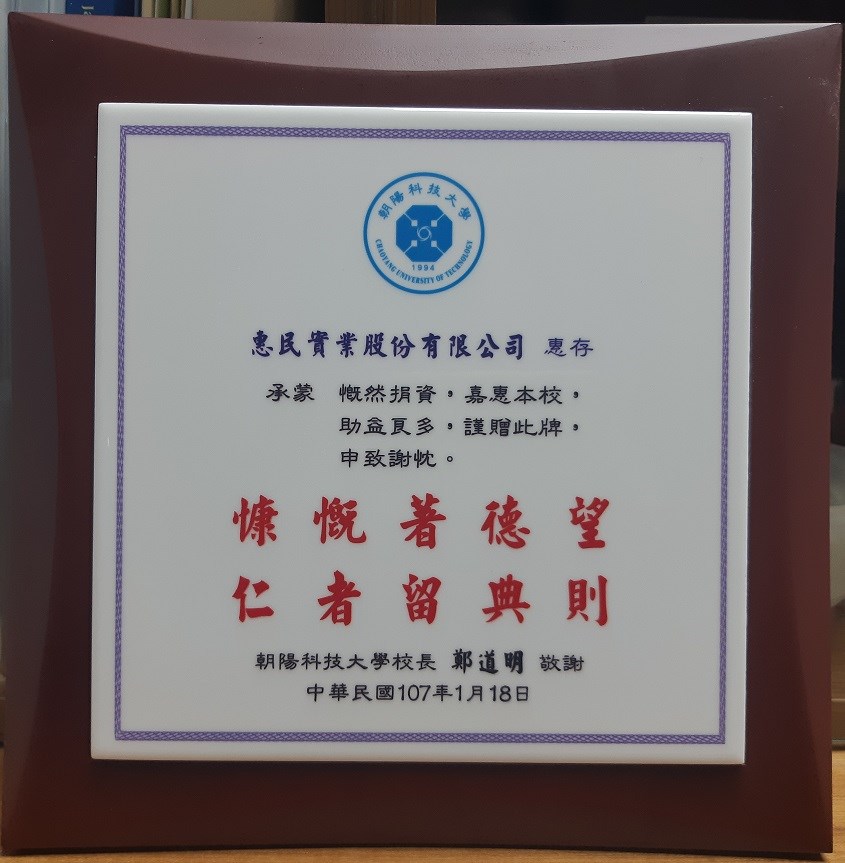 朝陽科技大學
1994
CHAOYANG UNIVERSITY OF TECHNOLOGY
惠民實業股份有限公司 惠存
承蒙 慨然捐資，嘉惠本校，
助益良多，謹贈此牌，
申致謝忱。
慷慨著德望
仁者留典則
朝陽科技大學校長 鄭道明 敬謝
中華民國107年1月18日